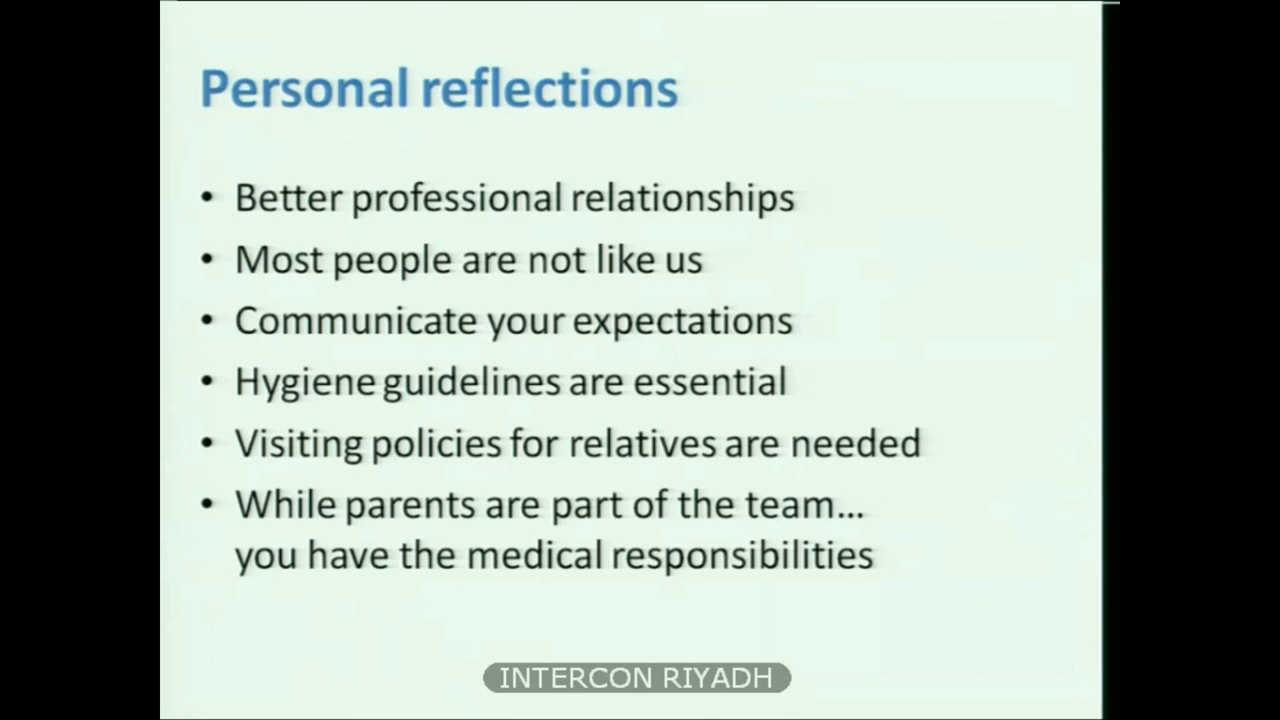 Personal reflections
• Better professional relationships
• Most people are not like us
• Communicate your expectations
• Hygiene guidelines are essential
• Visiting policies for relatives are needed
• While parents are part of the team...
you have the medical responsibilities
INTERCON RIYADH